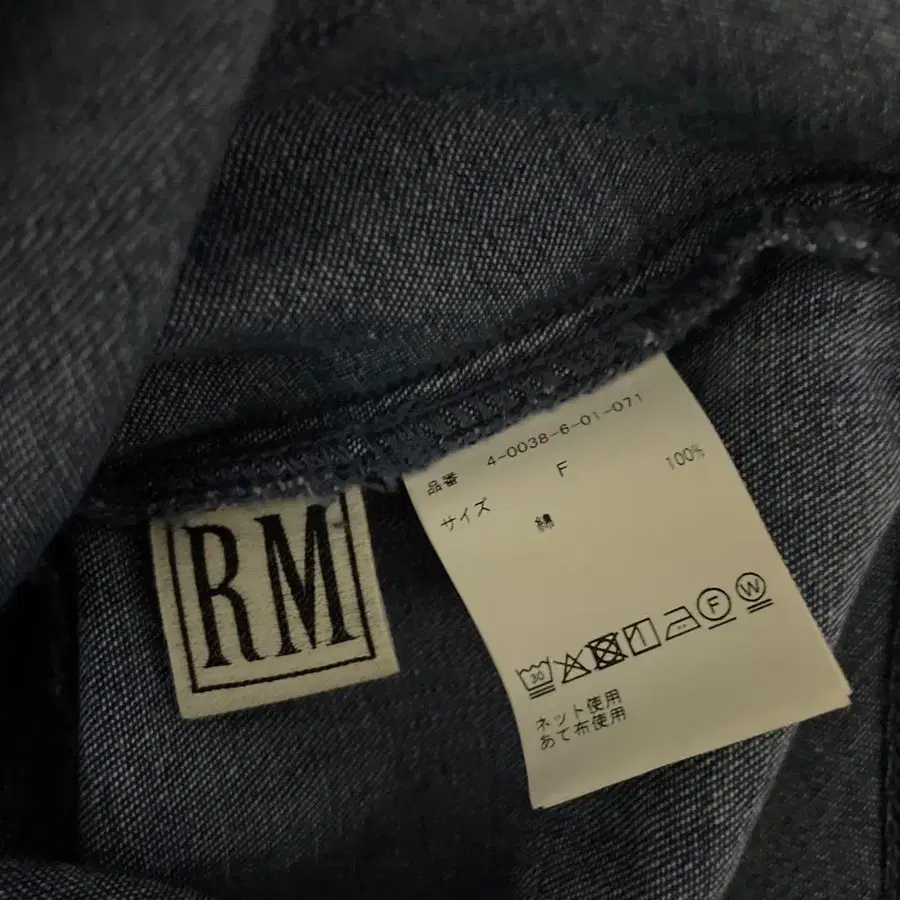 RM
品番 4-0038-6-01-071
サイズ F
綿 100%
30 F W
ネット使用
あて布使用